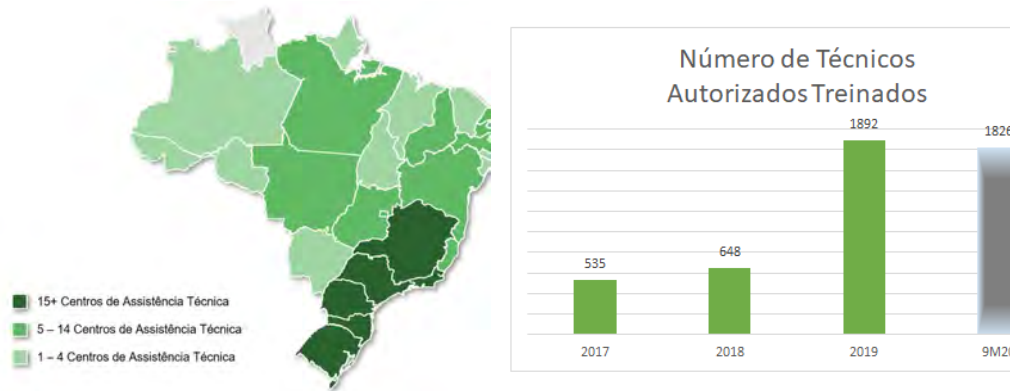 15+ Centros de Assistência Técnica
5 – 14 Centros de Assistência Técnica
1 – 4 Centros de Assistência Técnica
Número de Técnicos
Autorizados Treinados
1892
1826
648
535
2017
2018
2019